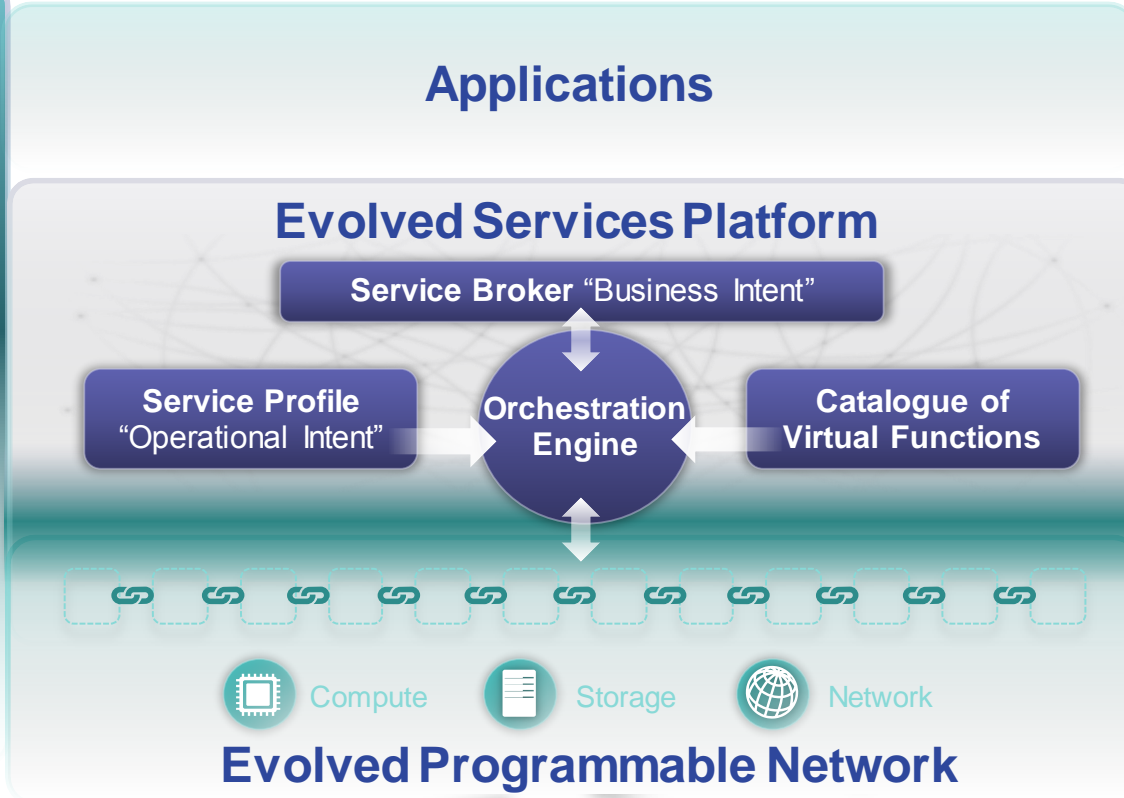 Applications
Evolved Services Platform
Service Broker “Business Intent”
Service Profile
“Operational Intent”
Orchestration
Engine
Catalogue of
Virtual Functions
Compute
Storage
Network
Evolved Programmable Network